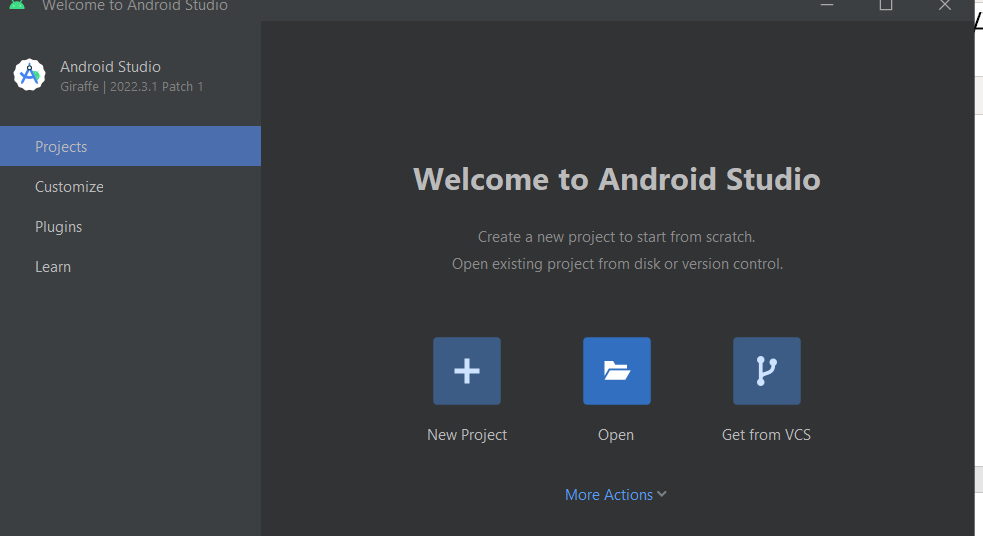 Welcome to Android Studio
Android Studio
Giraffe | 2022.3.1 Patch 1
Projects
Customize
Plugins
Learn
Welcome to Android Studio
Create a new project to start from scratch.
Open existing project from disk or version control.
New Project
Open
Get from VCS
More Actions